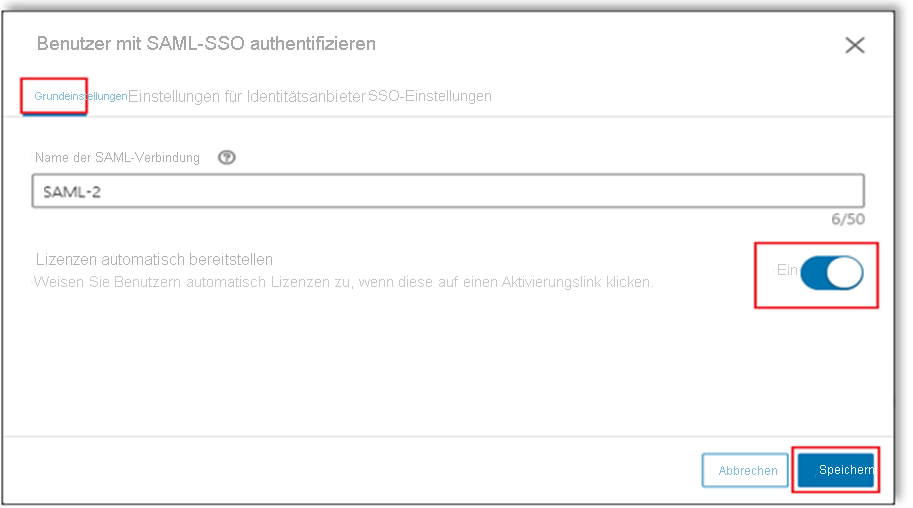 Benutzer mit SAML-SSO authentifizieren
Grundeinstellungen Einstellungen für Identitätsanbieter SSO-Einstellungen
Name der SAML-Verbindung
SAML-2
6/50
Lizenzen automatisch bereitstellen
Ein
Weisen Sie Benutzern automatisch Lizenzen zu, wenn diese auf einen Aktivierungslink klicken.
Abbrechen Speichern